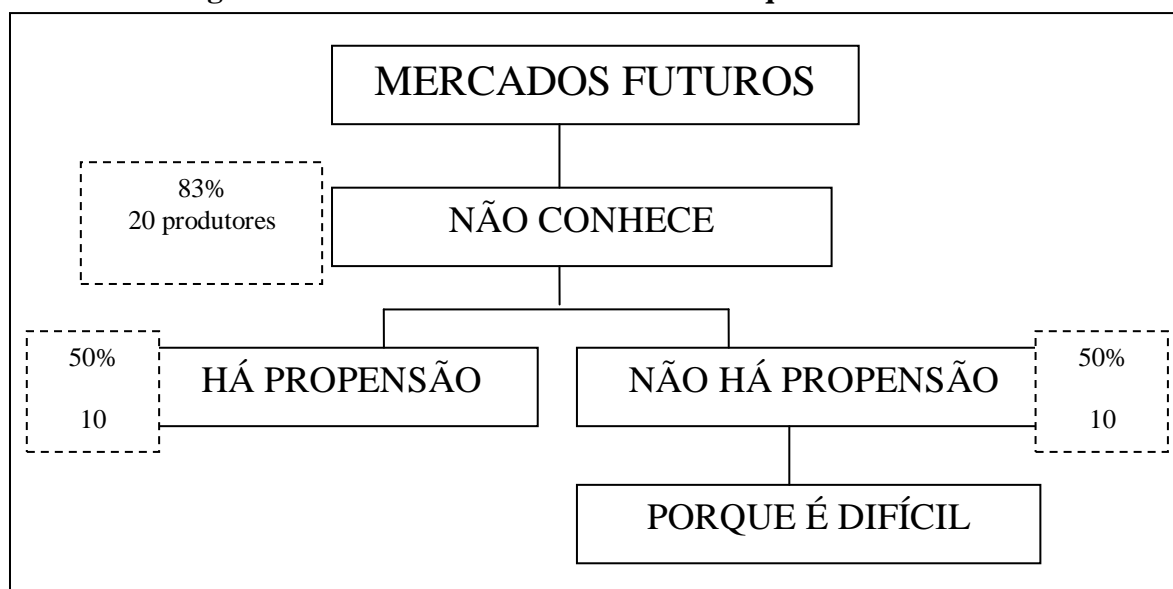 MERCADOS FUTUROS
83%
20 produtores
NÃO CONHECE
50%
10
HÁ PROPENSÃO
NÃO HÁ PROPENSÃO
50%
10
PORQUE É DIFÍCIL